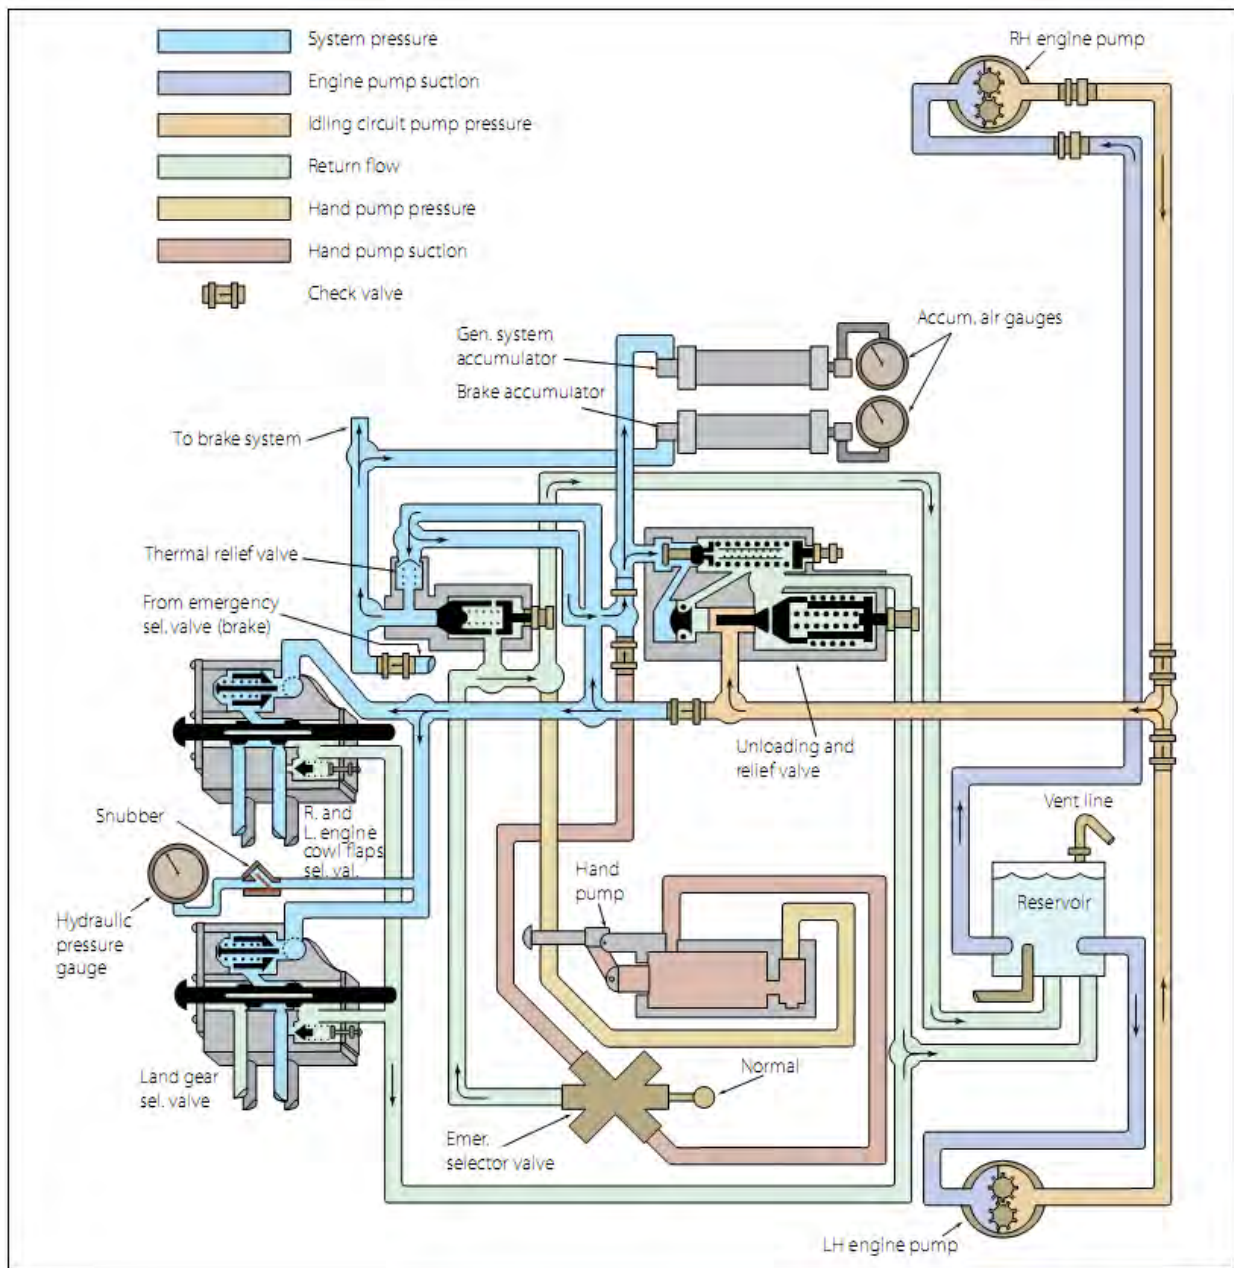 System pressure
Engine pump suction
Idling circuit pump pressure
Return flow
Hand pump pressure
Hand pump suction
Check valve
RH engine pump
Accum. air gauges
Gen. system
accumulator
Brake accumulator
To brake system
Thermal relief valve
From emergency
sel. valve (brake)
Unloading and
relief valve
Vent line
Reservoir
Snubber
R. and
L. engine
cowl flaps
sel. val.
Hydraulic
pressure
gauge
Hand
pump
Land gear
sel. valve
Normal
Emer.
selector valve
LH engine pump